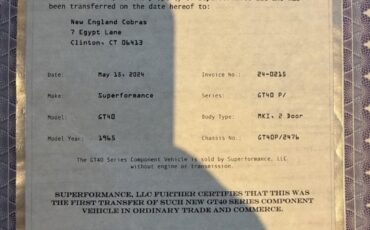 been transferred on the date hereof to:
New England Cobras
7 Egypt Lane
Clinton, CT 06413
Date: May 15, 2024 Invoice No.: 24-0215
Make: Superformance Series: GT40 P/
Model: GT40 Body Type: MKI, 2 Door
Model Year: 1965 Chassis No.: GT40P/2476
The GT40 Series Component Vehicle is sold by Superformance, LLC
without engine or transmission.
SUPERFORMANCE, LLC FURTHER CERTIFIES THAT THIS WAS
THE FIRST TRANSFER OF SUCH NEW GT40 SERIES COMPONENT
VEHICLE IN ORDINARY TRADE AND COMMERCE.